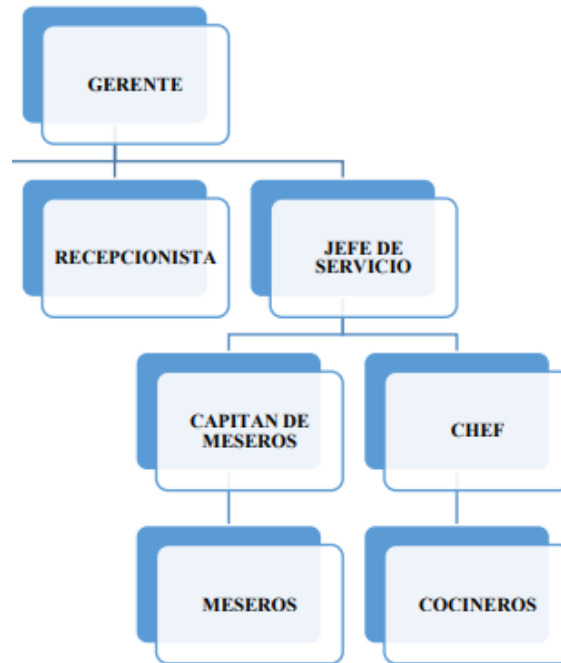 GERENTE
RECEPCIONISTA
JEFE DE
SERVICIO
CAPITAN DE
MESEROS
CHEF
MESEROS
COCINEROS